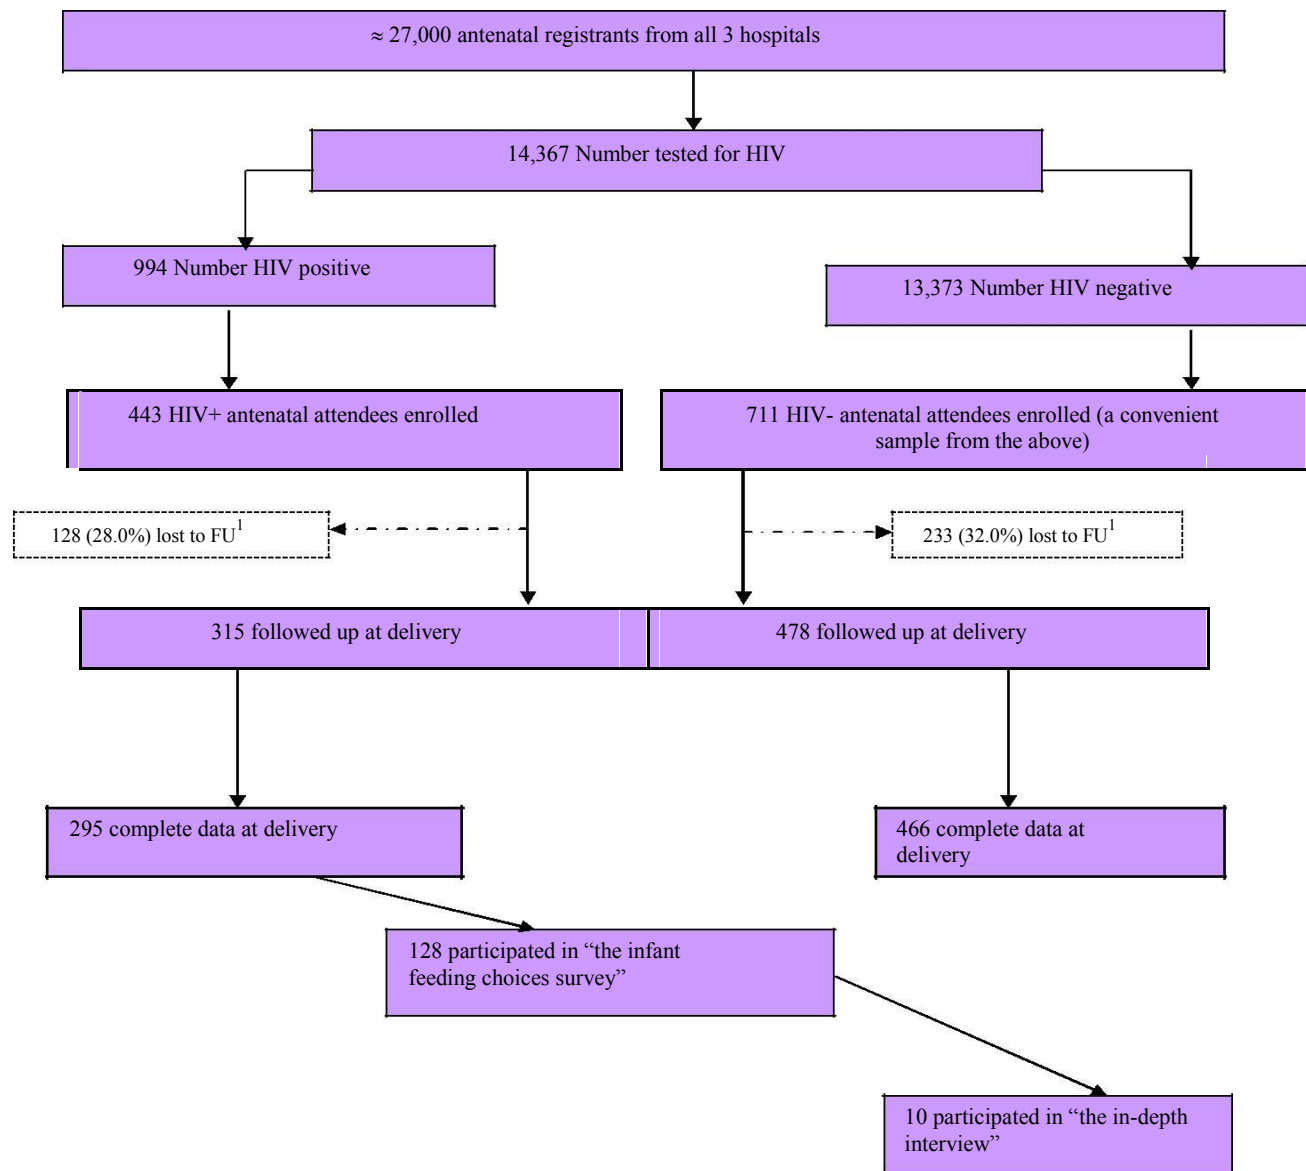 ≈ 27,000 antenatal registrants from all 3 hospitals
14,367 Number tested for HIV
994 Number HIV positive
13,373 Number HIV negative
443 HIV+ antenatal attendees enrolled
711 HIV- antenatal attendees enrolled (a convenient
sample from the above)
128 (28.0%) lost to FU1
233 (32.0%) lost to FU1
315 followed up at delivery
478 followed up at delivery
295 complete data at delivery
466 complete data at
delivery
128 participated in “the infant
feeding choices survey”
10 participated in “the in-depth
interview”